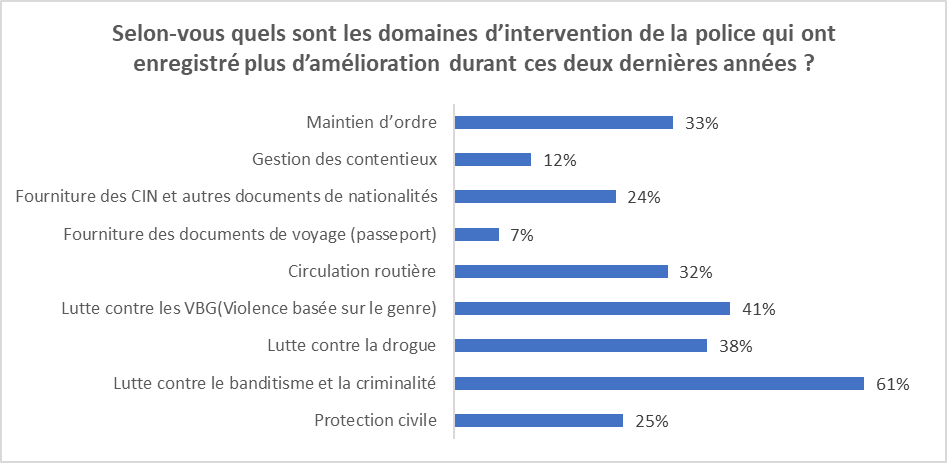 Selon-vous quels sont les domaines d’intervention de la police qui ont
enregistré plus d’amélioration durant ces deux dernières années ?
Maintien d’ordre
33%
Gestion des contentieux
12%
Fourniture des CIN et autres documents de nationalités
24%
Fourniture des documents de voyage (passeport)
7%
Circulation routière
32%
Lutte contre les VBG(Violence basée sur le genre)
41%
Lutte contre la drogue
38%
Lutte contre le banditisme et la criminalité
61%
Protection civile
25%